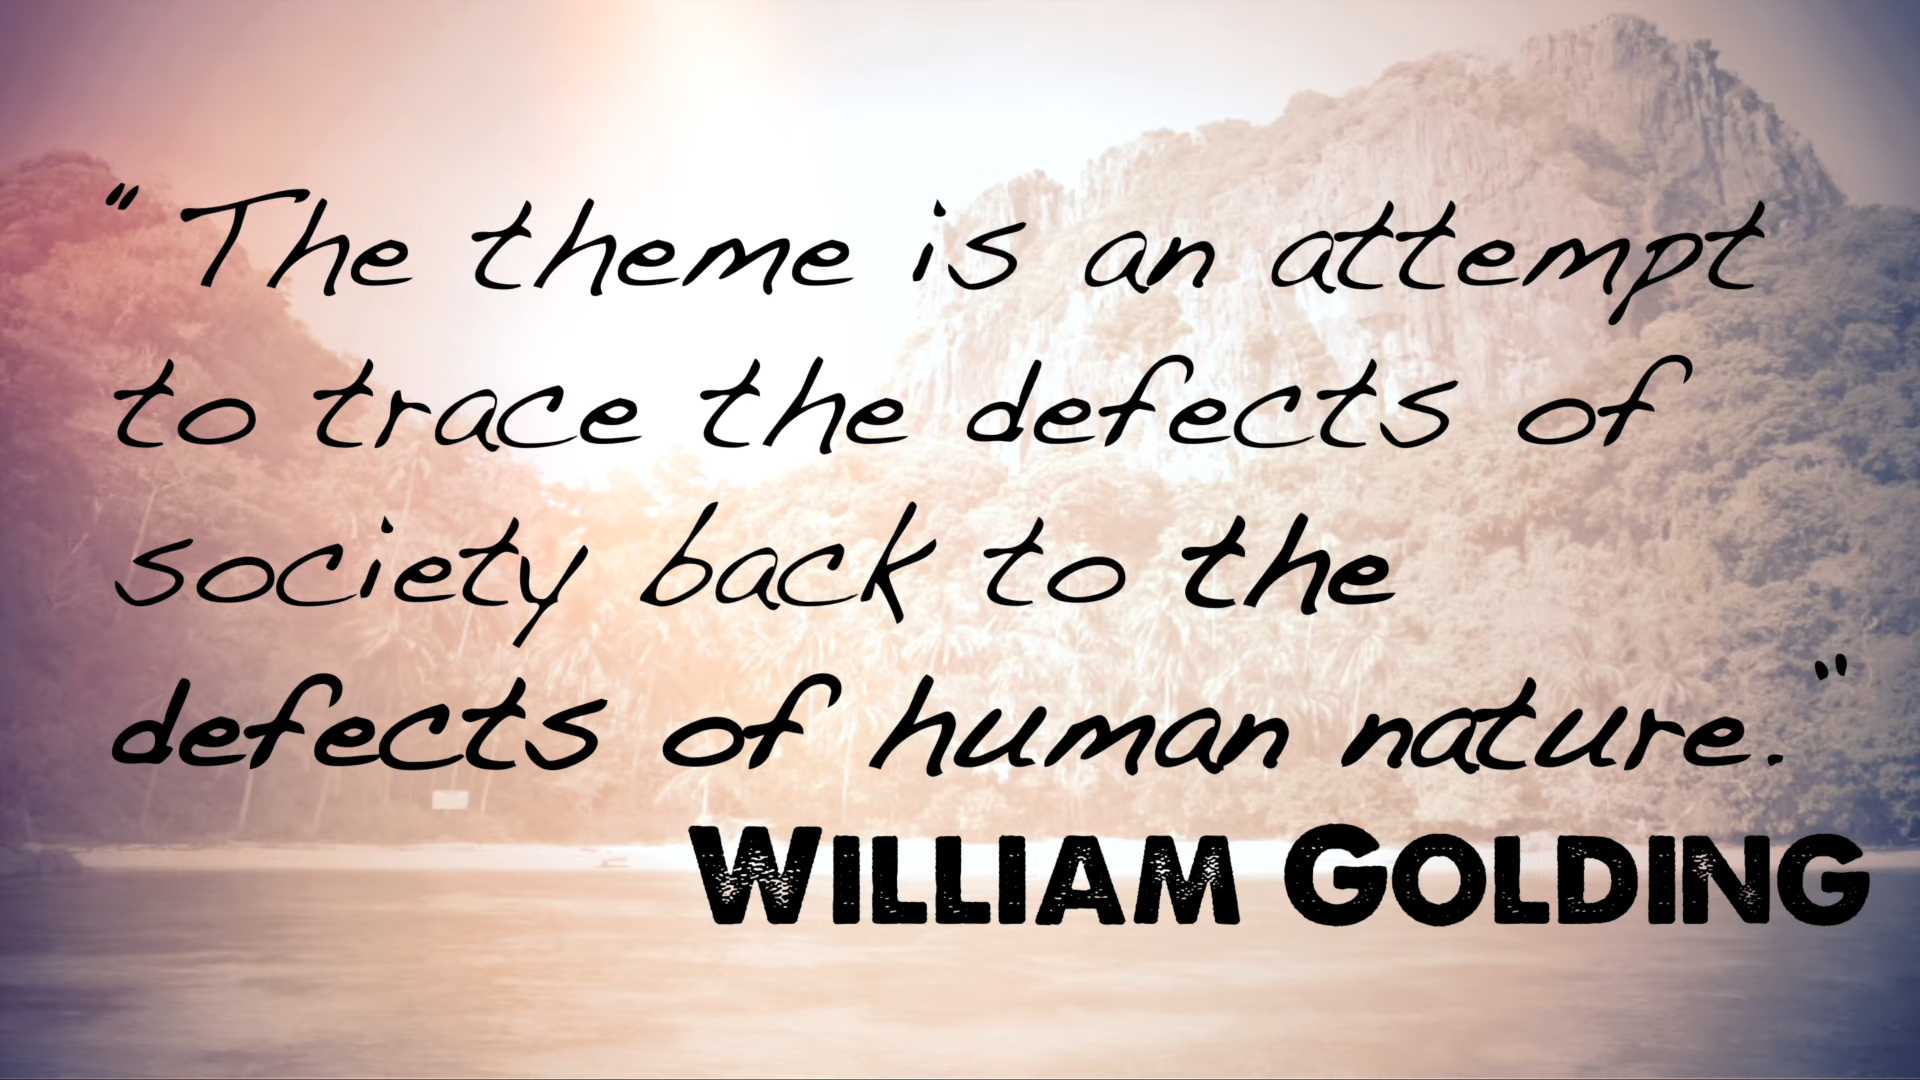 "The theme is an attempt
to trace the defects of
society back to the
defects of human nature."
William Golding